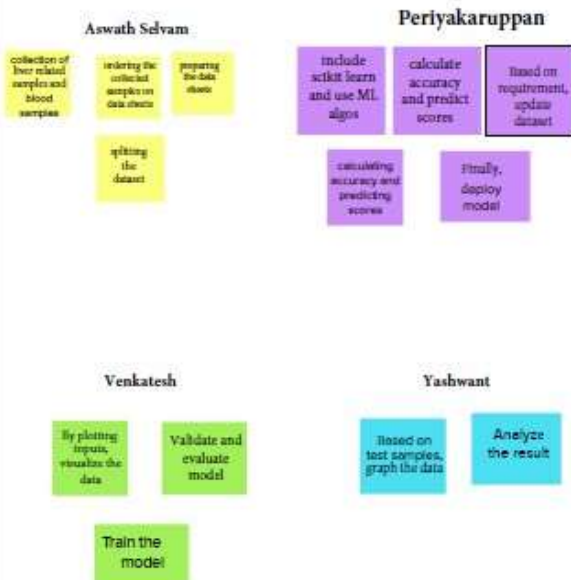 Aswath Selvam
collection of
liver related
samples and
blood
samples
ordering the
collected
samples on
data sheets
preparing
the data
sheets
splitting
the
dataset
Periyakaruppan
include
scikit learn
and use ML
algos
calculate
accuracy
and predict
scores
Based on
requirement,
update
dataset
calculating
accuracy and
predicting
scores
Finally,
deploy
model
Venkatesh
By plotting
inputs,
visualize the
data
Validate and
evaluate
model
Train the
model
Yashwant
Based on
test samples,
graph the data
Analyze
the result